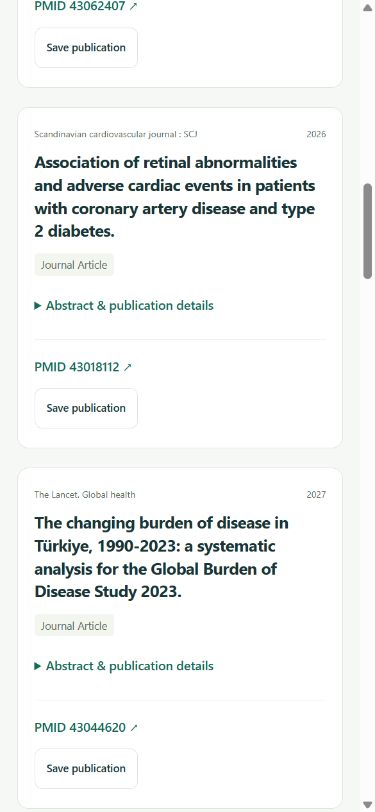 PMID 43062407 ↗
Save publication
Scandinavian cardiovascular journal : SCJ 2026
Association of retinal abnormalities
and adverse cardiac events in patients
with coronary artery disease and type
2 diabetes.
Journal Article
▶ Abstract & publication details
PMID 43018112 ↗
Save publication
The Lancet. Global health 2027
The changing burden of disease in
Türkiye, 1990-2023: a systematic
analysis for the Global Burden of
Disease Study 2023.
Journal Article
▶ Abstract & publication details
PMID 43044620 ↗
Save publication